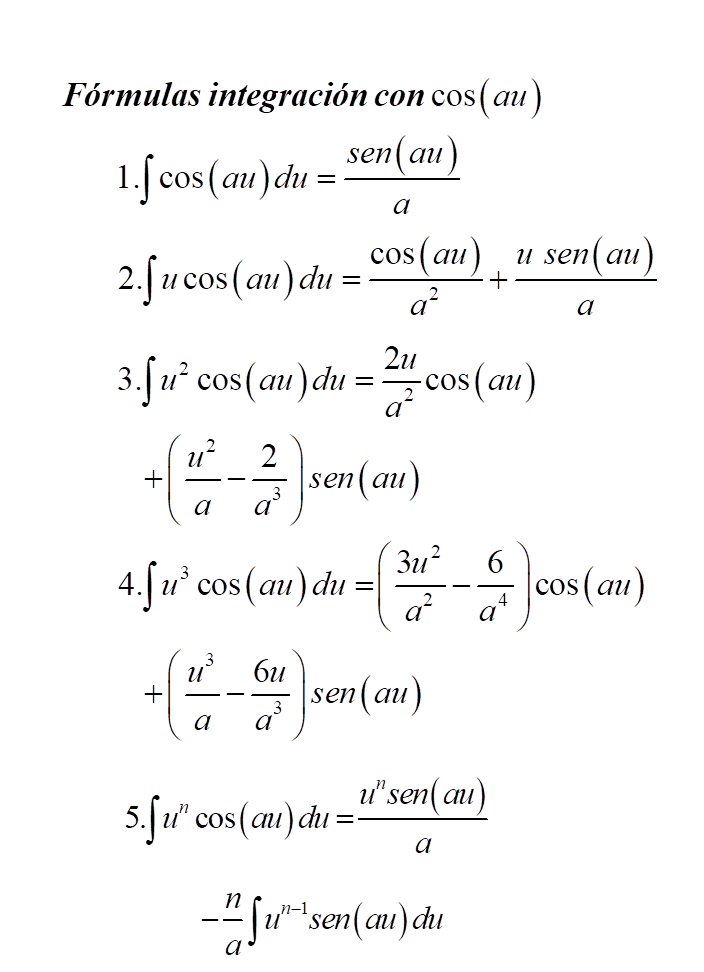 Fórmulas integración con cos(au)
1.∫cos(au)du = sen(au)/a
2.∫u cos(au)du = cos(au)/a² + u sen(au)/a
3.∫u² cos(au)du = 2u/a² cos(au)
+(u²/a − 2/a³)sen(au)
4.∫u³ cos(au)du =(3u²/a² − 6/a⁴)cos(au)
+(u³/a − 6u/a³)sen(au)
5.∫uⁿ cos(au)du = uⁿsen(au)/a
−n/a ∫uⁿ⁻¹sen(au)du